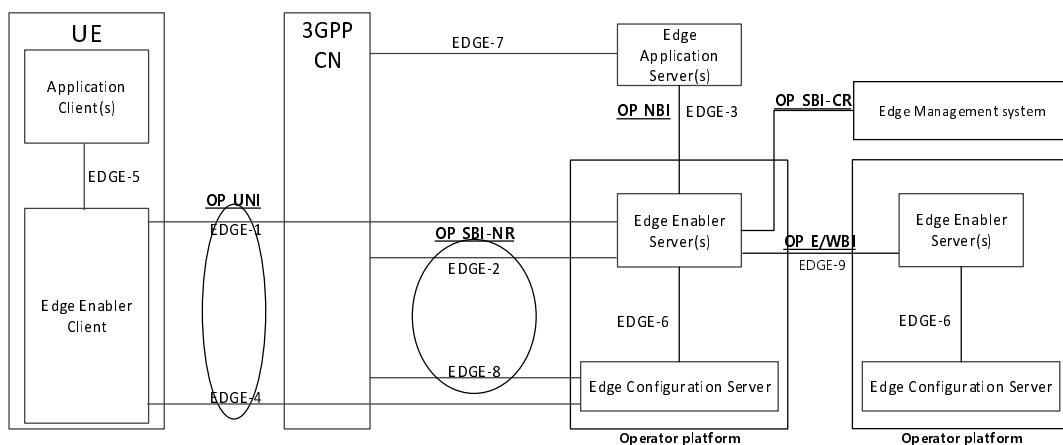 UE
3GPP
CN
Application
Client(s)
EDGE-5
Edge Enabler
Client
OP UNI
EDGE-1
EDGE-4
EDGE-7
OP SBI-NR
EDGE-2
EDGE-8
Edge
Application
Server(s)
OP NBI
EDGE-3
OP SBI-CR
Edge Management system
Edge Enabler
Server(s)
OP E/WBI
EDGE-9
Edge Enabler
Server(s)
EDGE-6
EDGE-6
Edge Configuration Server
Edge Configuration Server
Operator platform
Operator platform